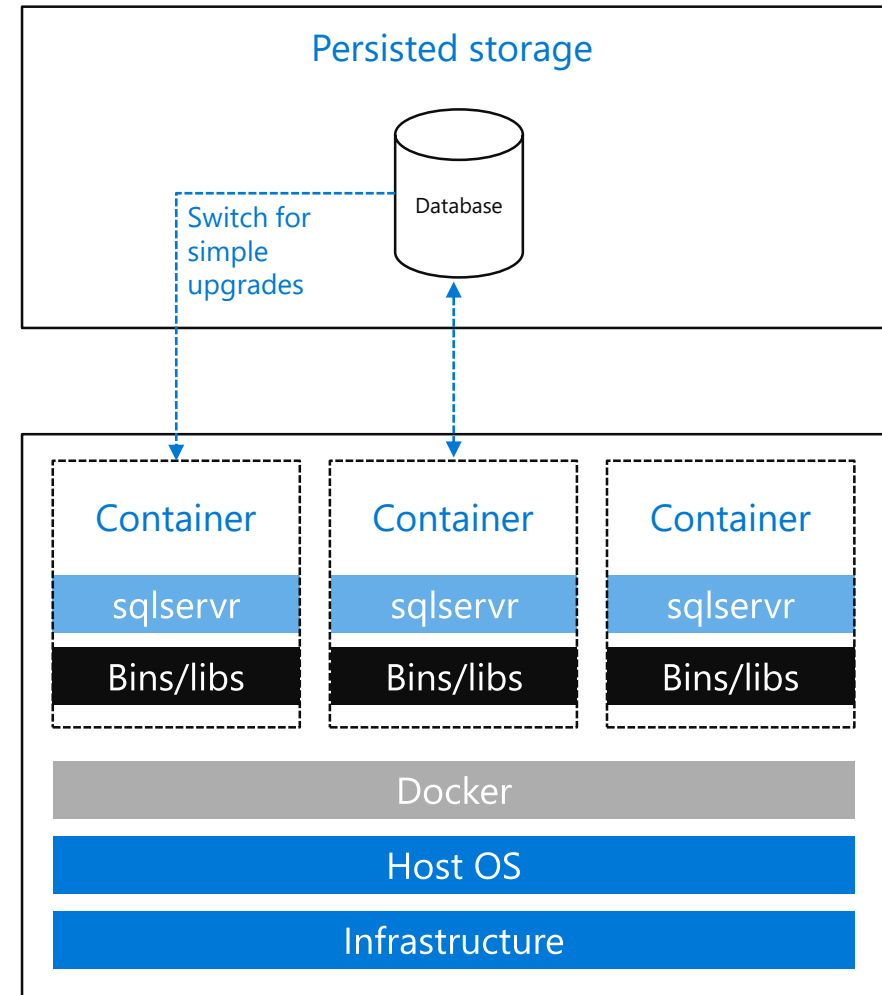 Persisted storage
Database
Switch for
simple
upgrades
Container
Container
Container
sqlservr
sqlservr
sqlservr
Bins/libs
Bins/libs
Bins/libs
Docker
Host OS
Infrastructure